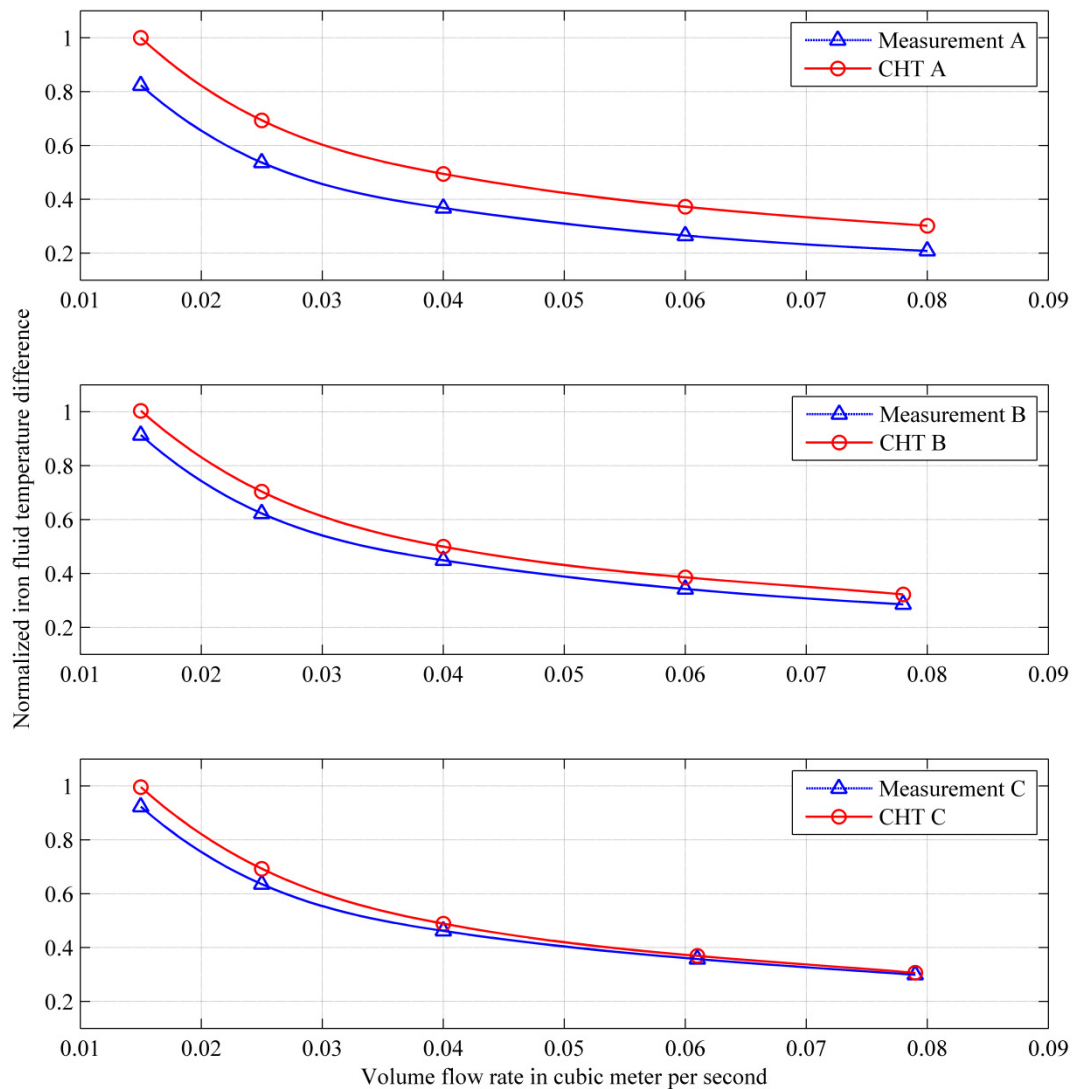 1
0.8
0.6
0.4
0.2
Measurement A
CHT A
0.01 0.02 0.03 0.04 0.05 0.06 0.07 0.08 0.09
Normalized iron fluid temperature difference
1
0.8
0.6
0.4
0.2
Measurement B
CHT B
0.01 0.02 0.03 0.04 0.05 0.06 0.07 0.08 0.09
1
0.8
0.6
0.4
0.2
Measurement C
CHT C
0.01 0.02 0.03 0.04 0.05 0.06 0.07 0.08 0.09
Volume flow rate in cubic meter per second